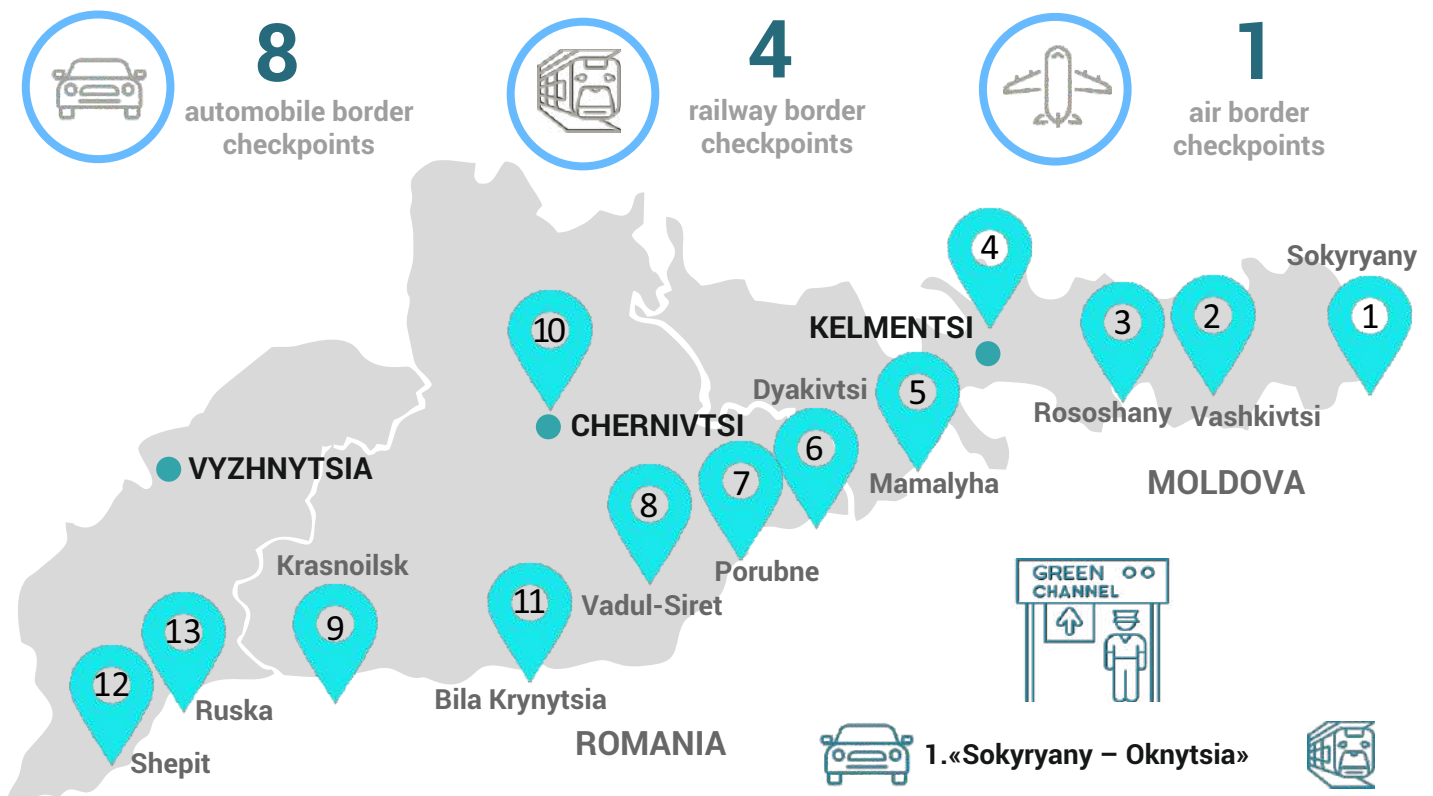 8
automobile border
checkpoints
4
railway border
checkpoints
1
air border
checkpoints
Sokyryany
4
1
2
3
10
KELMENTSI
Dyakivtsi
5
Rososhany
Vashkivtsi
CHERNIVTSI
6
VYZHNYTSIA
7
Mamalyha
MOLDOVA
8
Krasnoilsk
Porubne
GREEN
CHANNEL
11
Vadul-Siret
13
9
12
Ruska
Bila Krynytsia
ROMANIA
Shepit
1.«Sokyryany – Oknytsia»